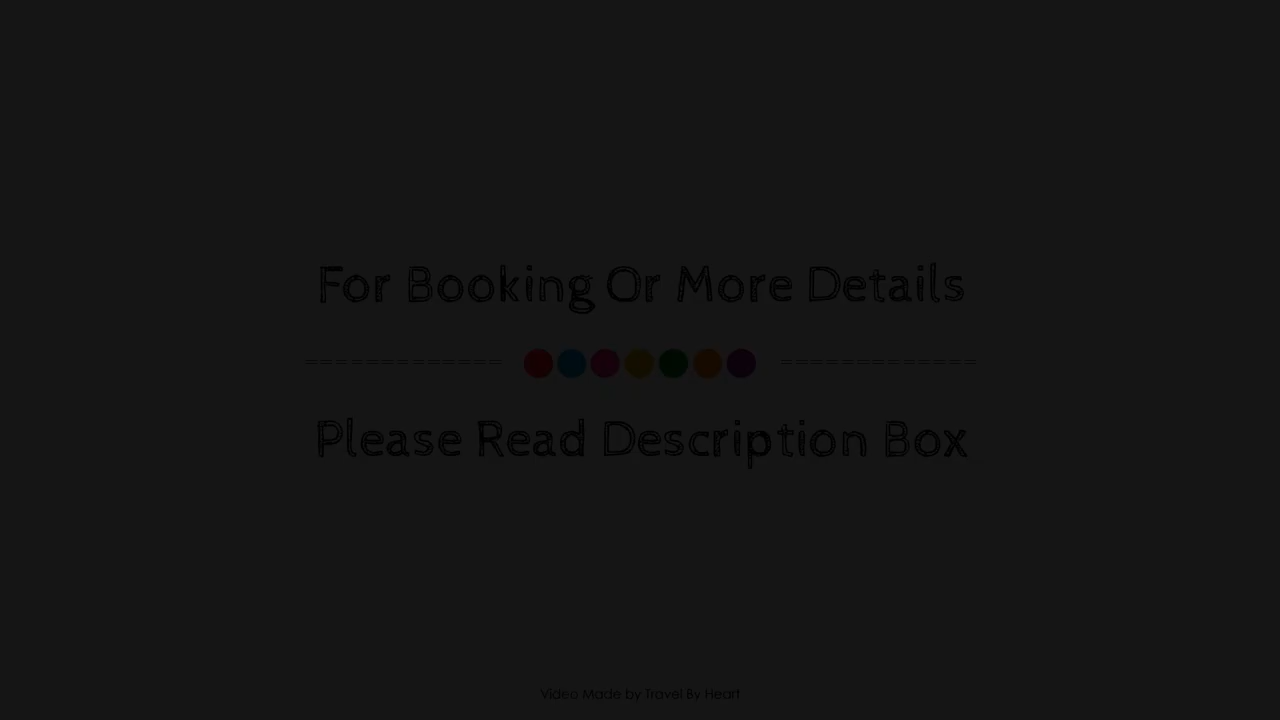 For Booking Or More Details
============= =============
Please Read Description Box
Video Made by Travel By Heart